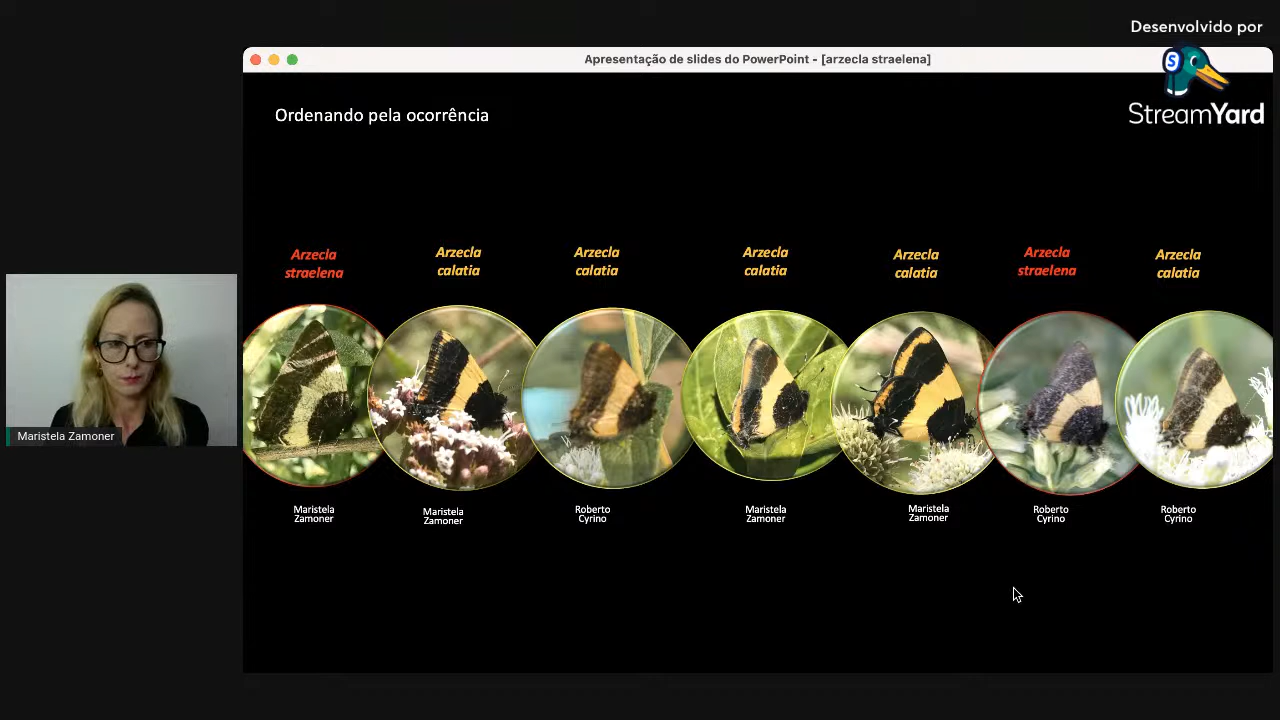 Desenvolvido por
StreamYard
Apresentação de slides do PowerPoint - [arzecla straelena]
Ordenando pela ocorrência
Arzecla
straelena
Arzecla
calatia
Arzecla
calatia
Arzecla
calatia
Arzecla
calatia
Arzecla
straelena
Arzecla
calatia
Maristela
Zamoner
Maristela
Zamoner
Roberto
Cyrino
Maristela
Zamoner
Maristela
Zamoner
Roberto
Cyrino
Roberto
Cyrino
Maristela Zamoner